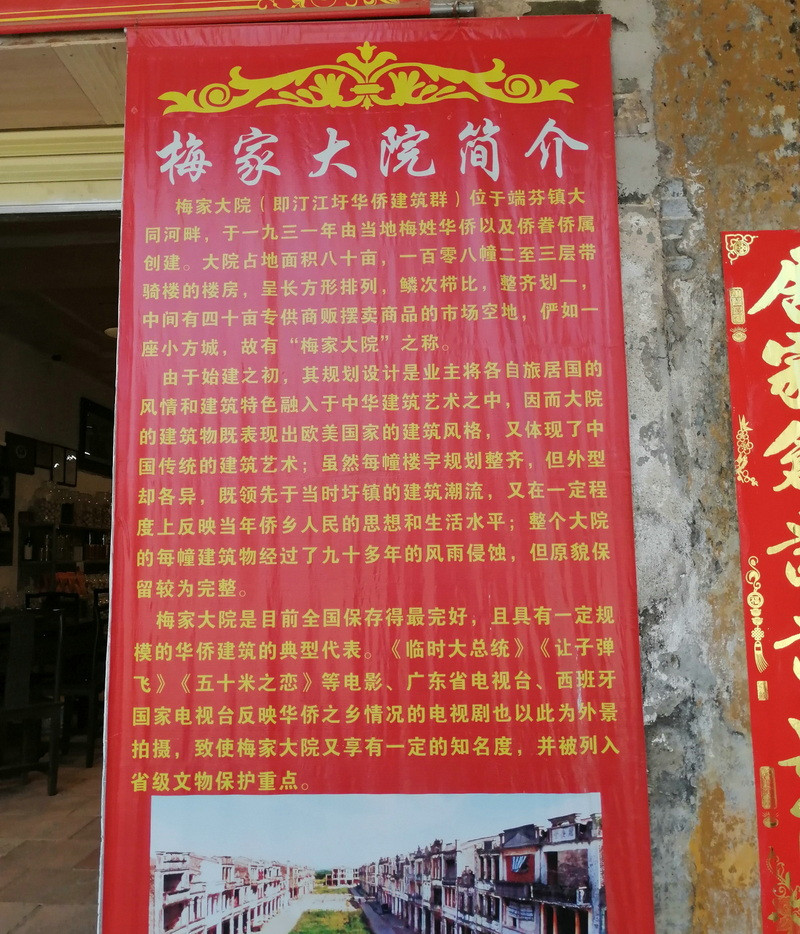 梅家大院简介
梅家大院（即汀江圩华侨建筑群）位于端芬镇大
同河畔，于一九三一年由当地梅姓华侨以及侨眷侨属
创建。大院占地面积八十亩，一百零八幢二至三层带
骑楼的楼房，呈长方形排列，鳞次栉比，整齐划一，
中间有四十亩专供商贩摆卖商品的市场空地，俨如一
座小方城，故有“梅家大院”之称。
由于始建之初，其规划设计是业主将各自旅居国的
风情和建筑特色融入于中华建筑艺术之中，因而大院
的建筑物既表现出欧美国家的建筑风格，又体现了中
国传统的建筑艺术；虽然每幢楼宇规划整齐，但外型
却各异，既领先于当时圩镇的建筑潮流，又在一定程
度上反映当年侨乡人民的思想和生活水平；整个大院
的每幢建筑物经过了九十多年的风雨侵蚀，但原貌保
留较为完整。
梅家大院是目前全国保存得最完好，且具有一定规
模的华侨建筑的典型代表。《临时大总统》《让子弹
飞》《五十米之恋》等电影、广东省电视台、西班牙
国家电视台反映华侨之乡情况的电视剧也以此为外景
拍摄，致使梅家大院又享有一定的知名度，并被列入
省级文物保护重点。